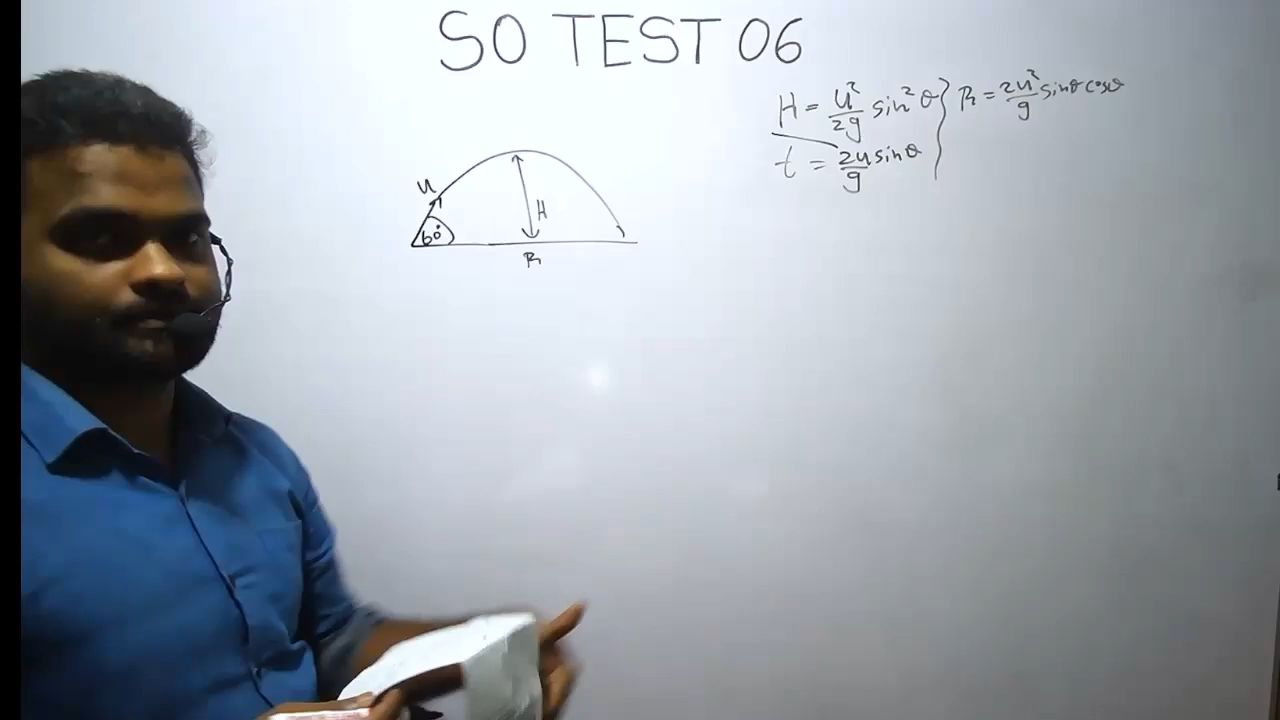 SO TEST 06
H = u²/2g sin²θ } R = 2u²/g sinθ cosθ
t = 2u sinθ/g
u
H
60°
R